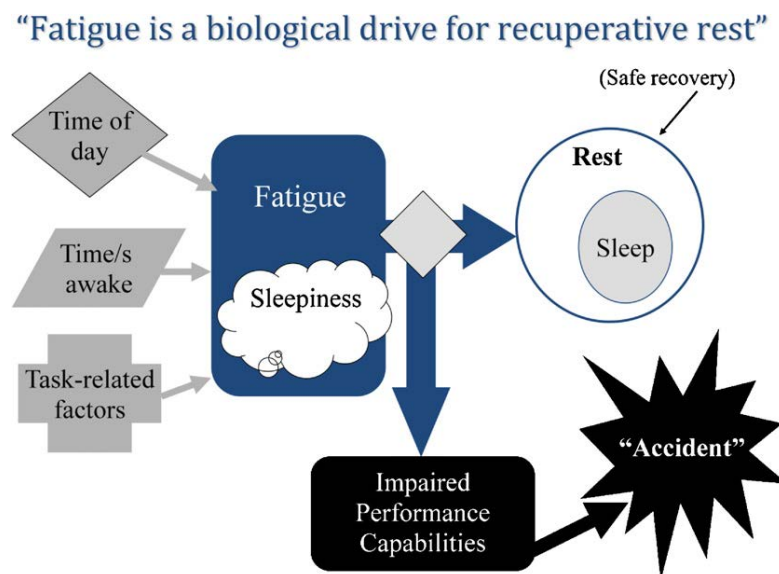 “Fatigue is a biological drive for recuperative rest”
(Safe recovery)
Time of
day
Rest
Fatigue
Time/s
awake
Sleep
Sleepiness
Task-related
factors
“Accident”
Impaired
Performance
Capabilities